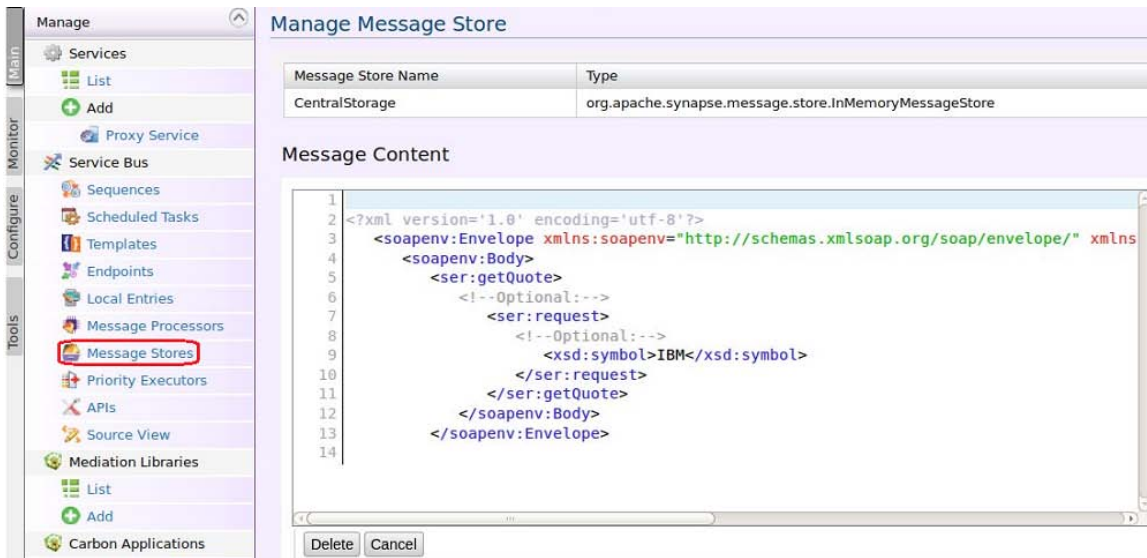 Main
Monitor
Configure
Tools
Manage
Services
List
Add
Proxy Service
Service Bus
Sequences
Scheduled Tasks
Templates
Endpoints
Local Entries
Message Processors
Message Stores
Priority Executors
APIs
Source View
Mediation Libraries
List
Add
Carbon Applications
Manage Message Store
Message Store Name Type
CentralStorage org.apache.synapse.message.store.InMemoryMessageStore
Message Content
1
2 <?xml version='1.0' encoding='utf-8'?>
3 <soapenv:Envelope xmlns:soapenv="http://schemas.xmlsoap.org/soap/envelope/" xmlns
4 <soapenv:Body>
5 <ser:getQuote>
6 <!--Optional:-->
7 <ser:request>
8 <!--Optional:-->
9 <xsd:symbol>IBM</xsd:symbol>
10 </ser:request>
11 </ser:getQuote>
12 </soapenv:Body>
13 </soapenv:Envelope>
14
Delete Cancel